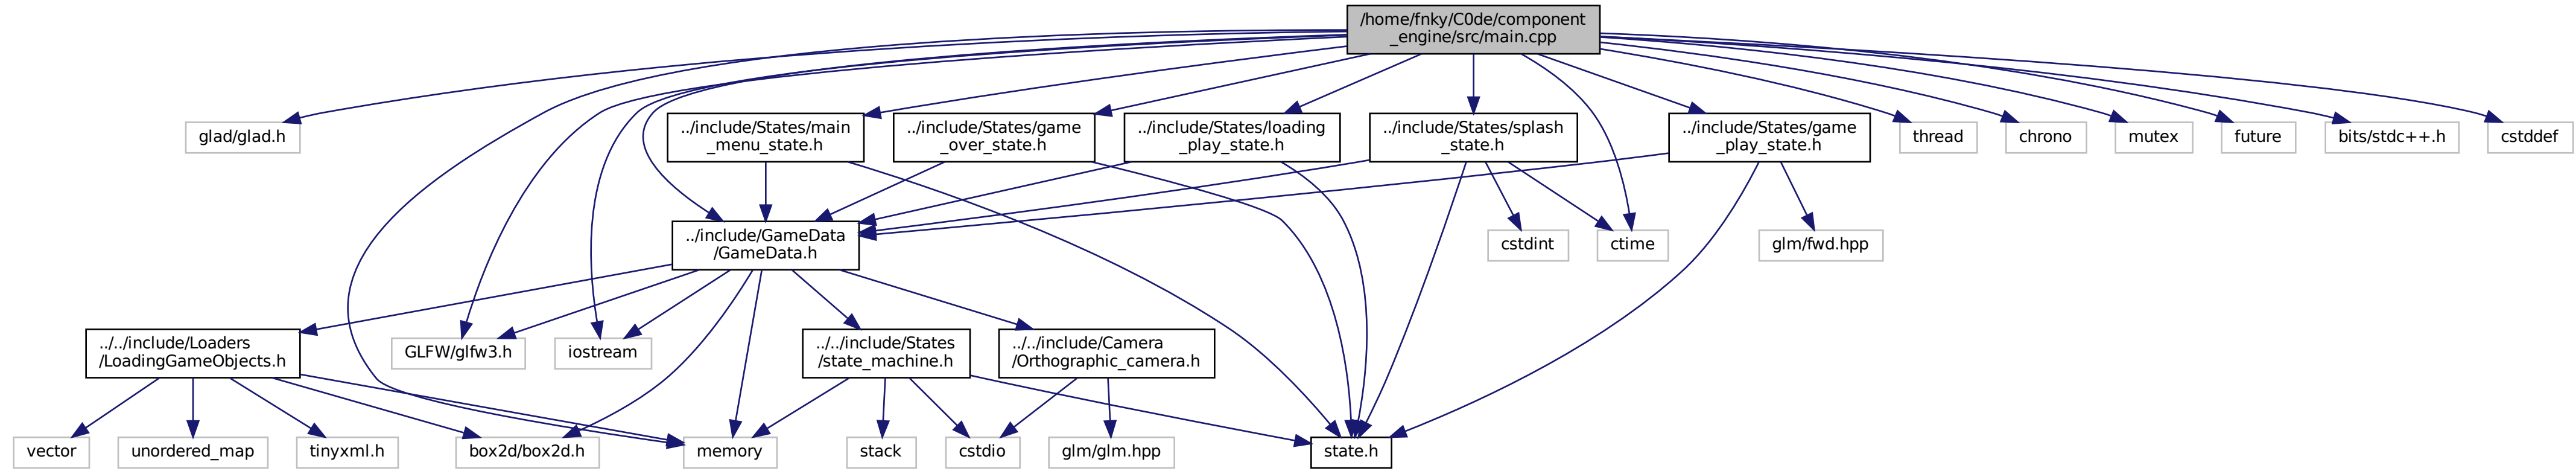 /home/fnky/C0de/component
_engine/src/main.cpp
glad/glad.h
../include/States/main
_menu_state.h
../include/States/game
_over_state.h
../include/States/loading
_play_state.h
../include/States/splash
_state.h
../include/States/game
_play_state.h
thread
chrono
mutex
future
bits/stdc++.h
cstddef
../include/GameData
/GameData.h
cstdint
ctime
glm/fwd.hpp
../../include/Loaders
/LoadingGameObjects.h
GLFW/glfw3.h
iostream
../../include/States
/state_machine.h
../../include/Camera
/Orthographic_camera.h
vector
unordered_map
tinyxml.h
box2d/box2d.h
memory
stack
cstdio
glm/glm.hpp
state.h